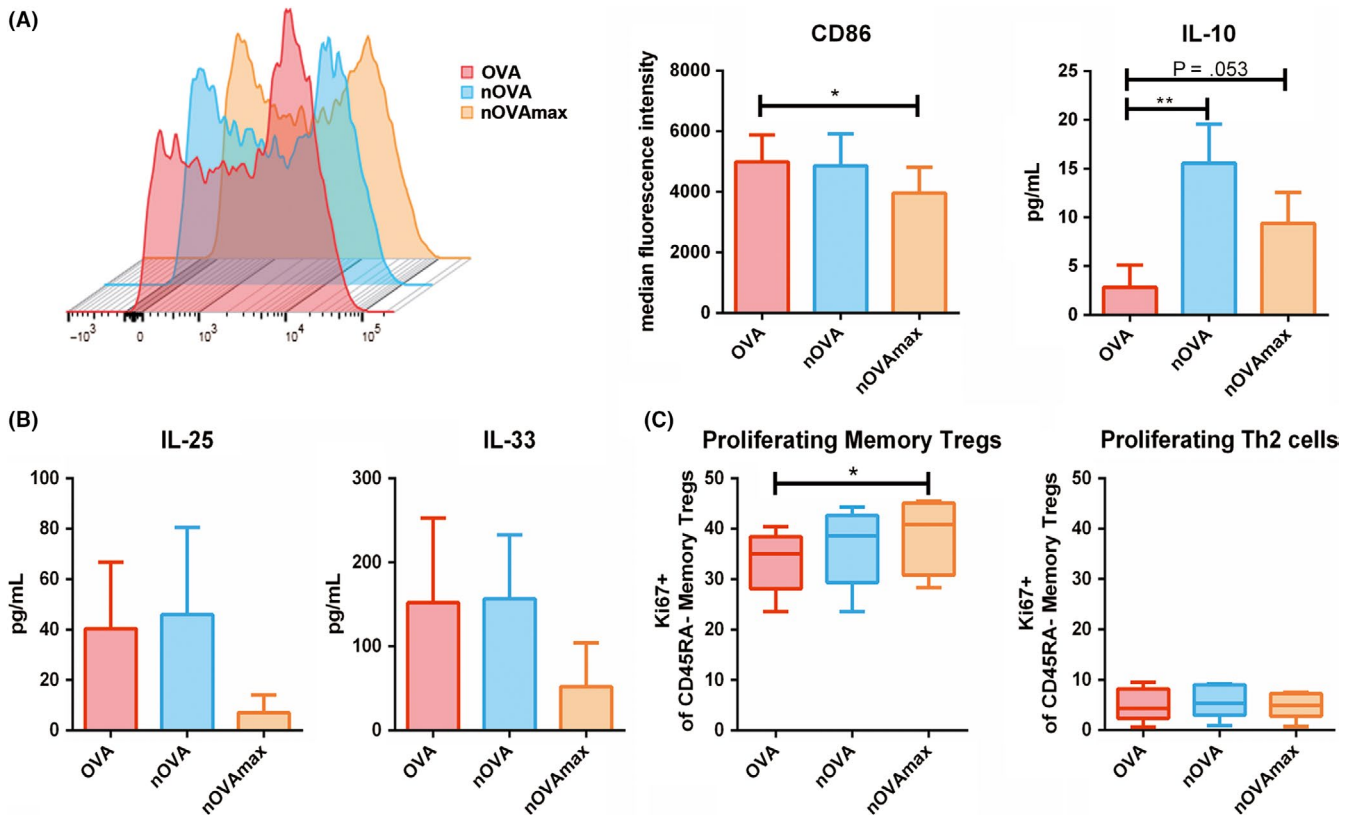 (A)
OVA
nOVA
nOVAmax
−10³ 0 10³ 10⁴ 10⁵
CD86
median fluorescence intensity
8000
6000
4000
2000
0
*
OVA
nOVA
nOVAmax
IL-10
pg/mL
25
20
15
10
5
0
P = .053
**
OVA
nOVA
nOVAmax
(B)
IL-25
pg/mL
100
80
60
40
20
0
OVA
nOVA
nOVAmax
IL-33
pg/mL
300
200
100
0
OVA
nOVA
nOVAmax
(C)
Proliferating Memory Tregs
Ki67+
of CD45RA- Memory Tregs
50
40
30
20
10
0
*
OVA
nOVA
nOVAmax
Proliferating Th2 cells
Ki67+
of CD45RA- Memory Tregs
50
40
30
20
10
0
OVA
nOVA
nOVAmax